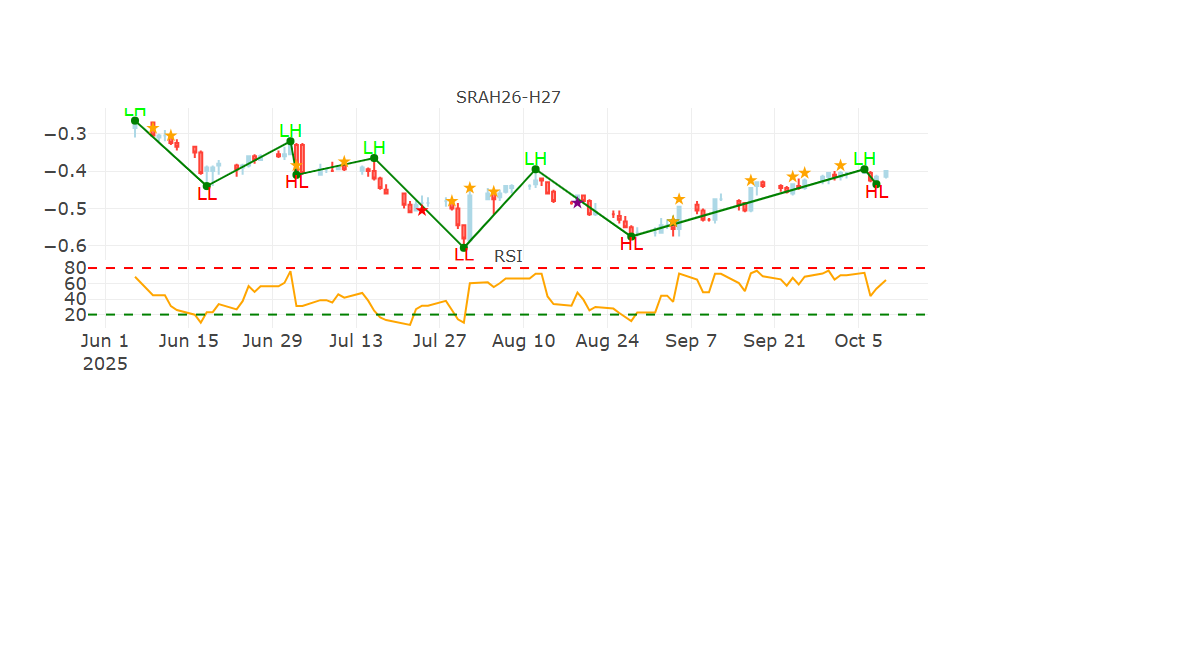 SRAH26-H27
LH
LH
LH
LH
LH
−0.3
−0.4
HL
LL
HL
−0.5
HL
−0.6
LL
RSI
80
60
40
20
Jun 1
2025
Jun 15
Jun 29
Jul 13
Jul 27
Aug 10
Aug 24
Sep 7
Sep 21
Oct 5